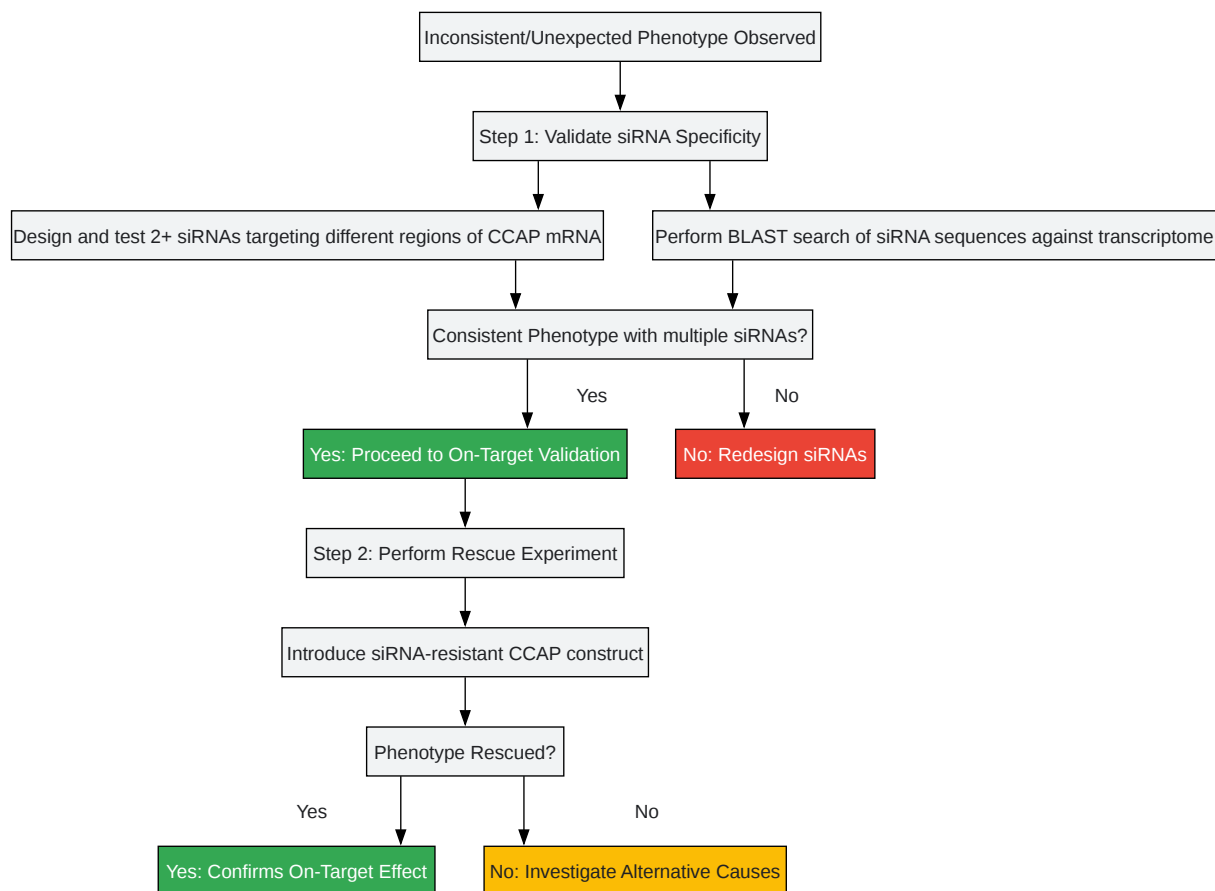 Inconsistent/Unexpected Phenotype Observed
Step 1: Validate siRNA Specificity
Design and test 2+ siRNAs targeting different regions of CCAP mRNA
Perform BLAST search of siRNA sequences against transcriptome
Consistent Phenotype with multiple siRNAs?
Yes
No
Yes: Proceed to On-Target Validation
No: Redesign siRNAs
Step 2: Perform Rescue Experiment
Introduce siRNA-resistant CCAP construct
Phenotype Rescued?
Yes
No
Yes: Confirms On-Target Effect
No: Investigate Alternative Causes